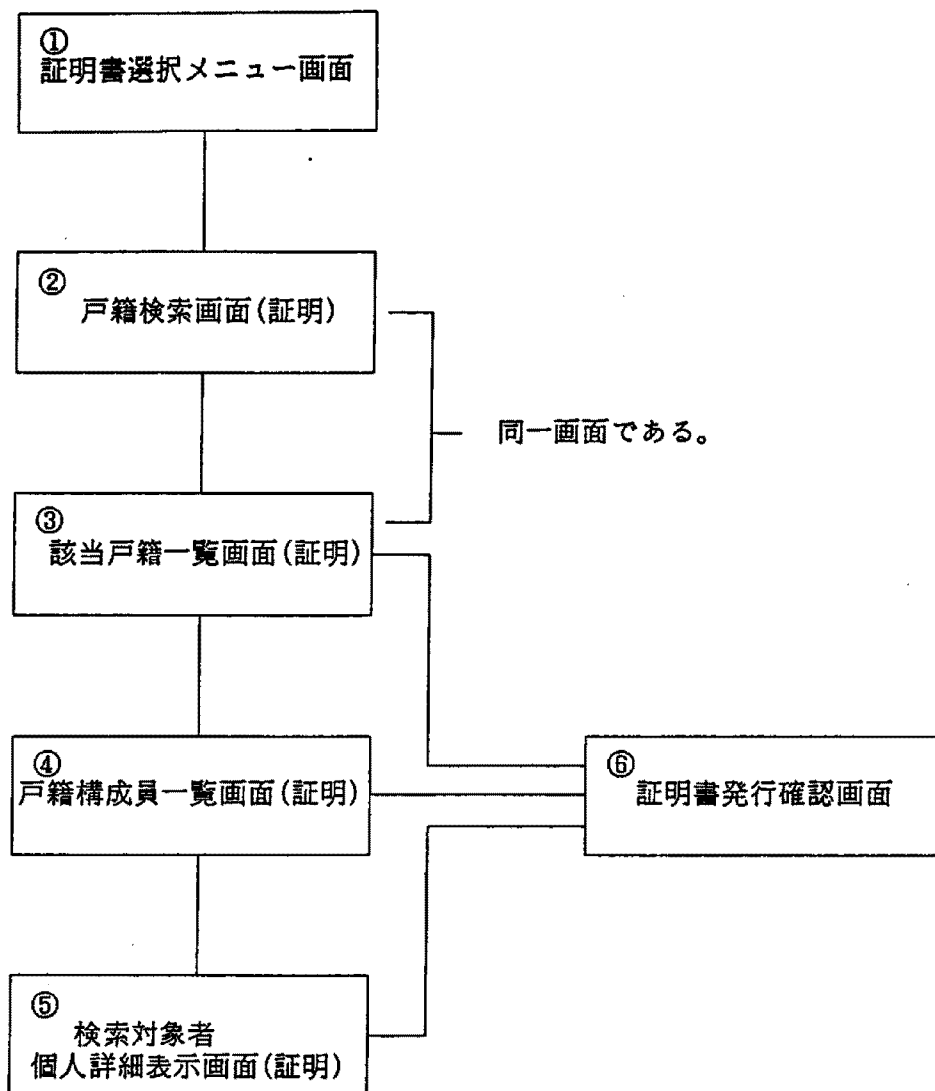 ①
証明書選択メニュー画面
②
戸籍検索画面(証明)
同一画面である。
③
該当戸籍一覧画面(証明)
④
戸籍構成員一覧画面(証明)
⑥
証明書発行確認画面
⑤
検索対象者
個人詳細表示画面(証明)